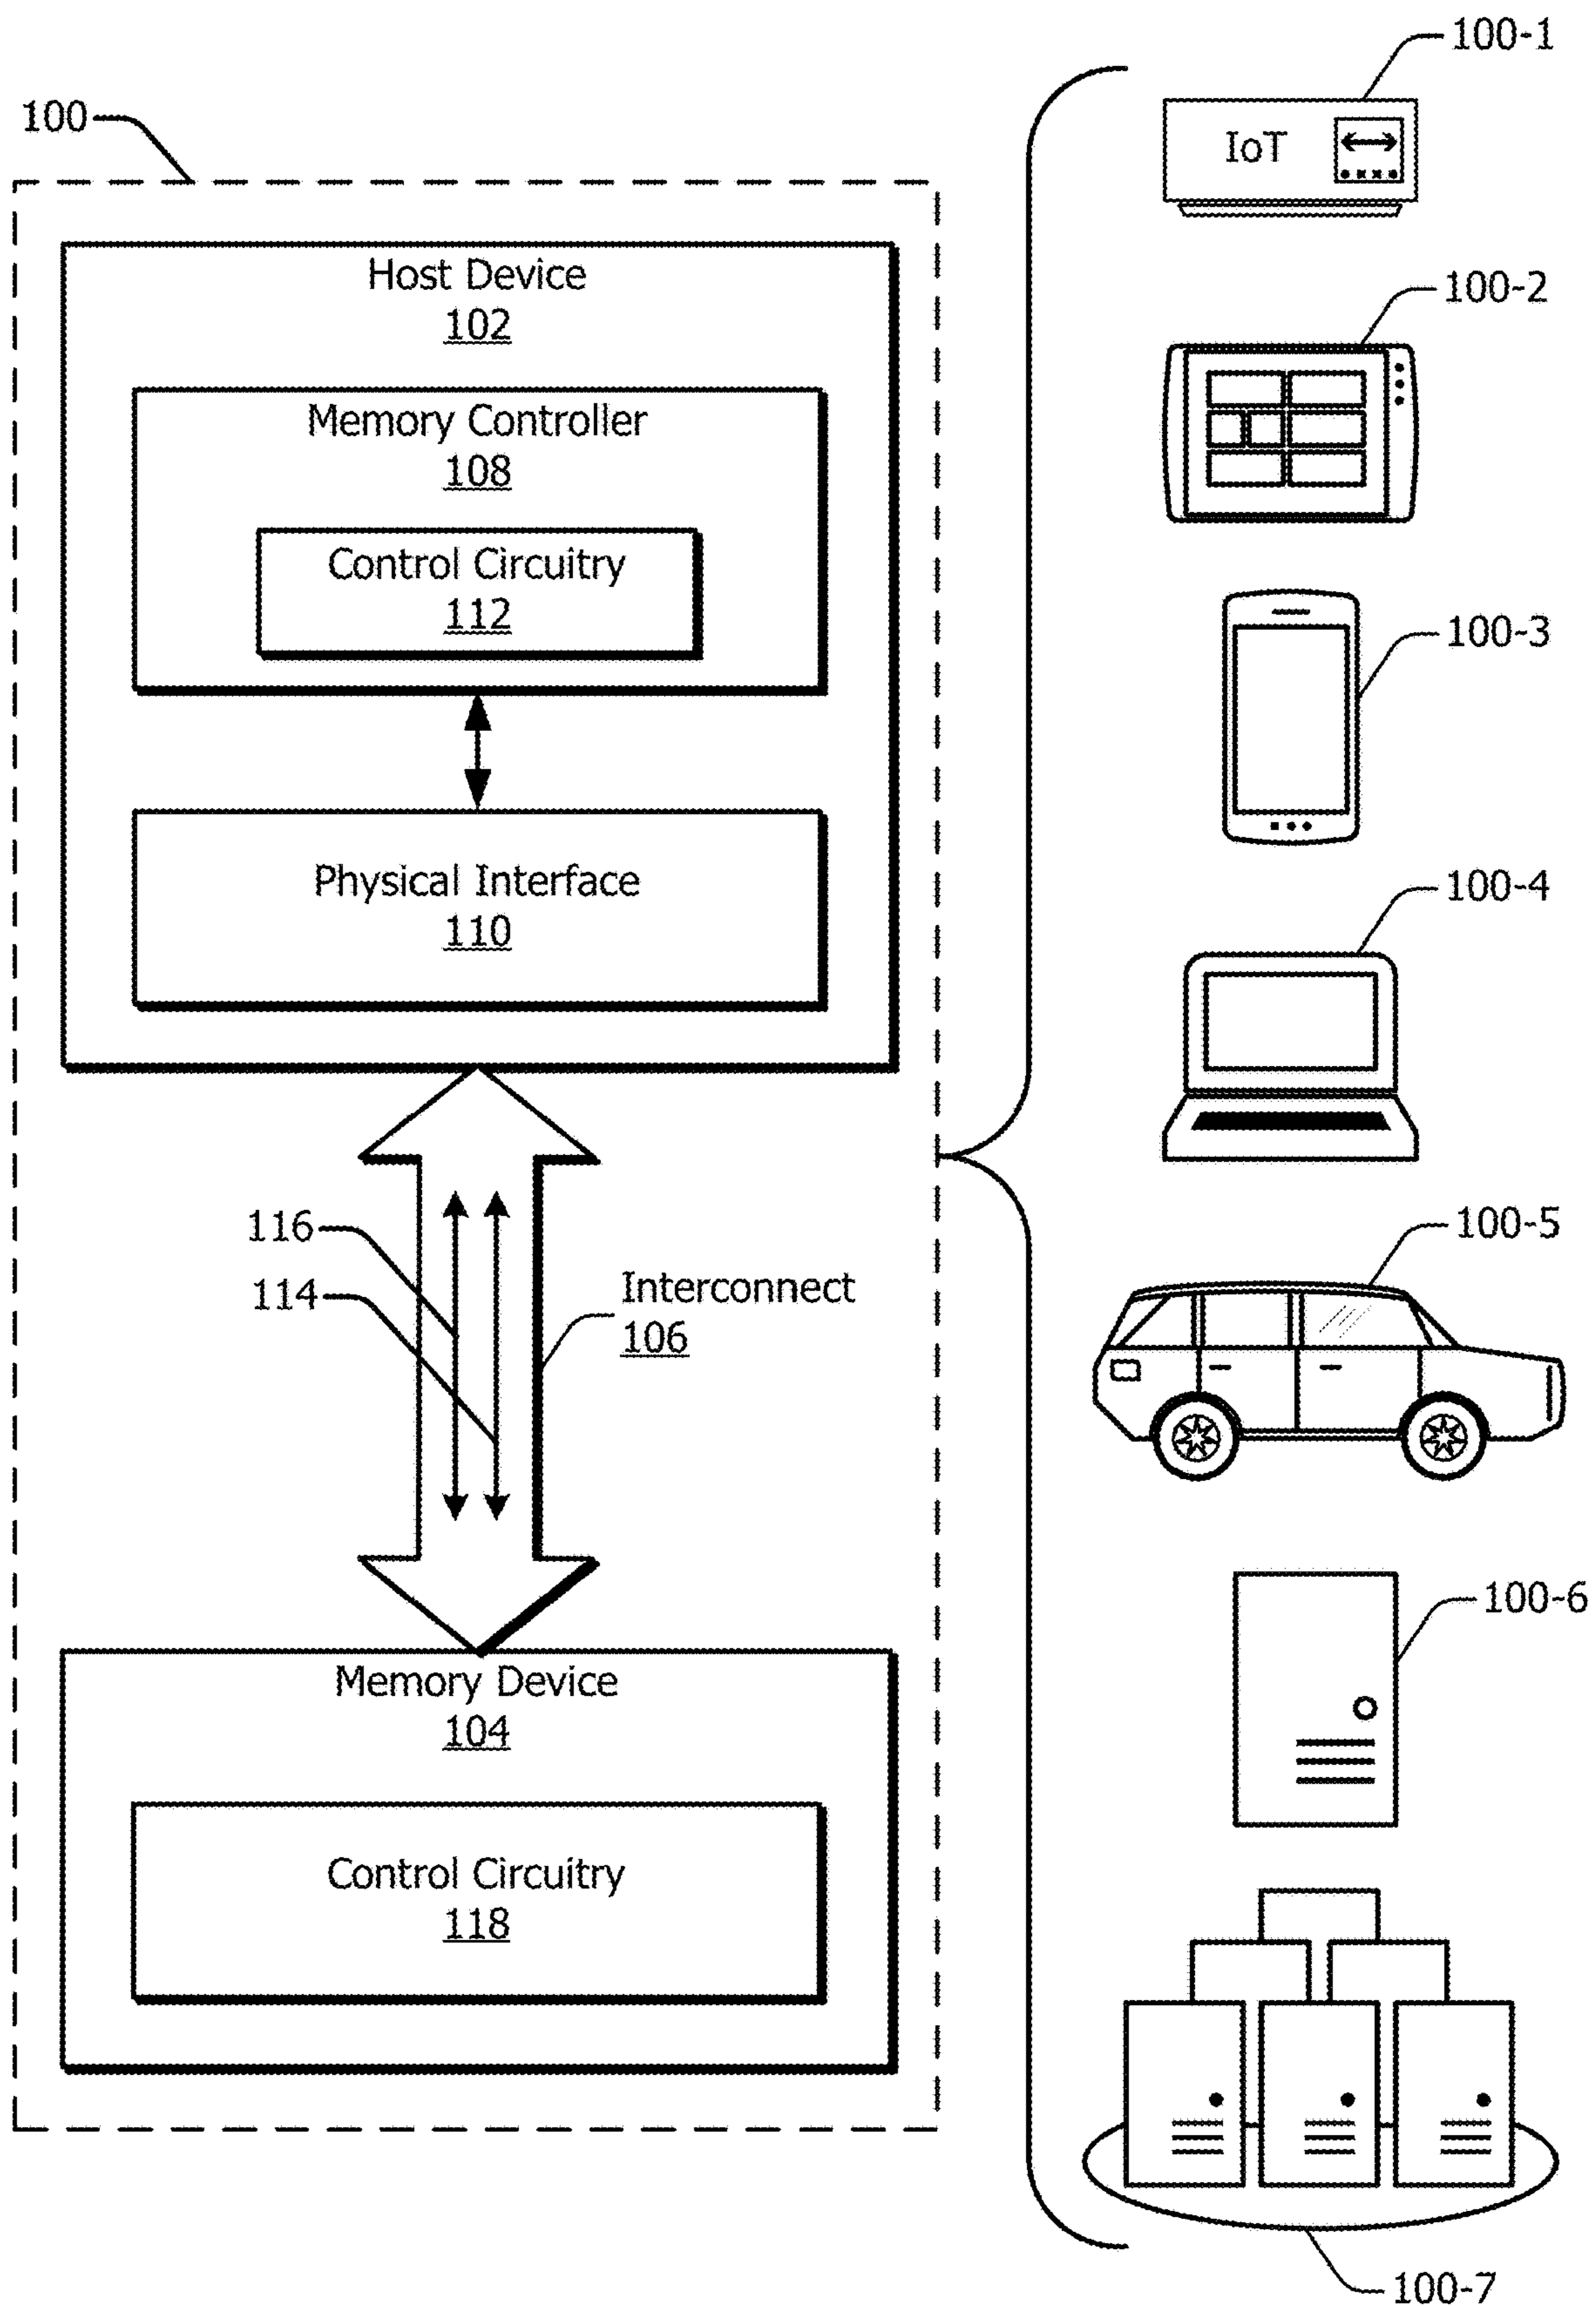 100
Host Device
102
Memory Controller
108
Control Circuitry
112
Physical Interface
110
116
114
Interconnect
106
Memory Device
104
Control Circuitry
118
100-1
IoT
100-2
100-3
100-4
100-5
100-6
100-7